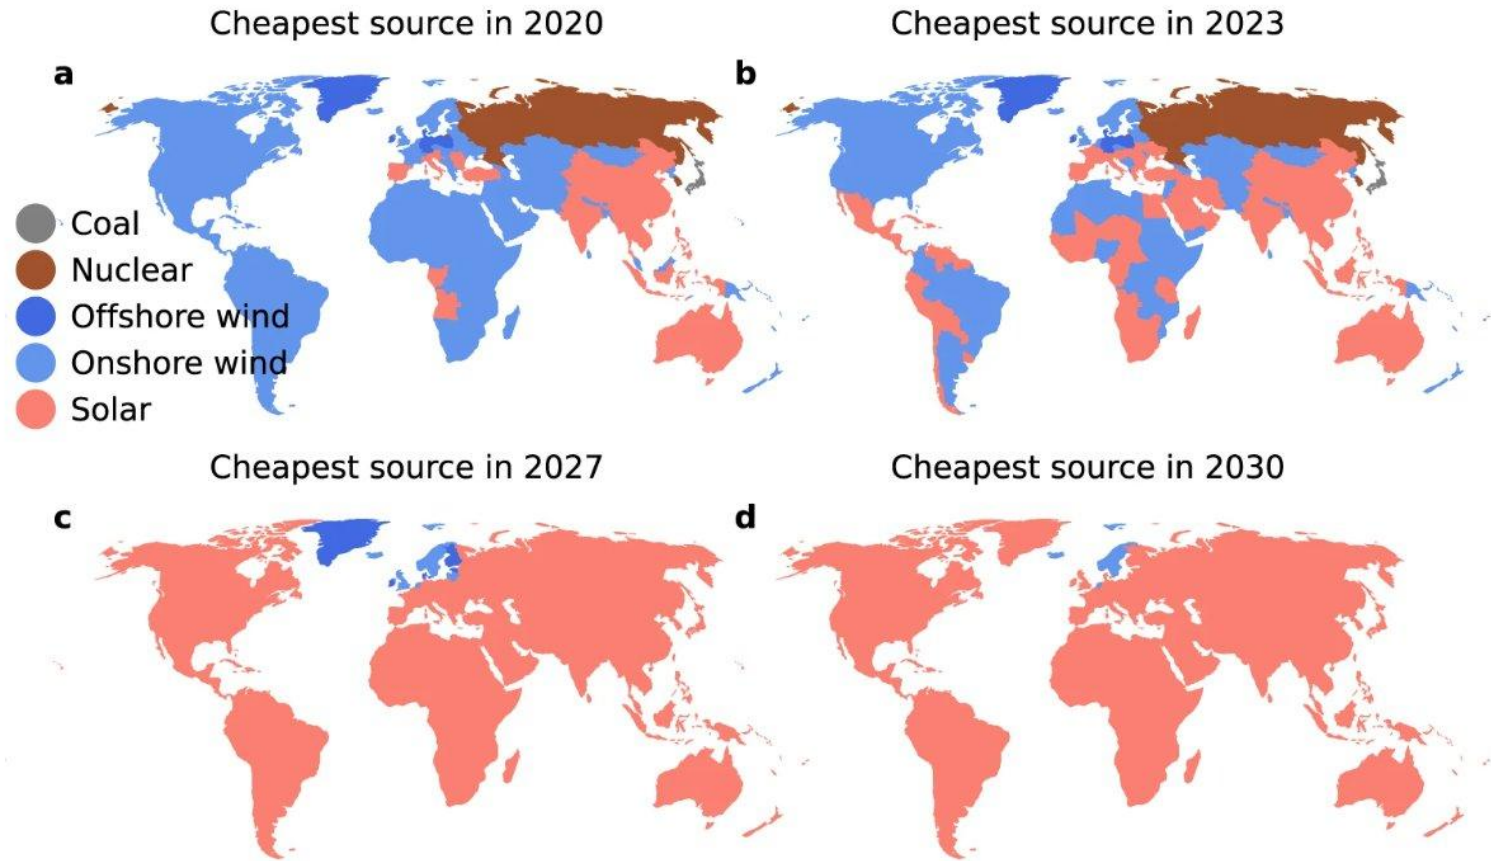 Cheapest source in 2020
Cheapest source in 2023
a
b
Coal
Nuclear
Offshore wind
Onshore wind
Solar
Cheapest source in 2027
Cheapest source in 2030
c
d